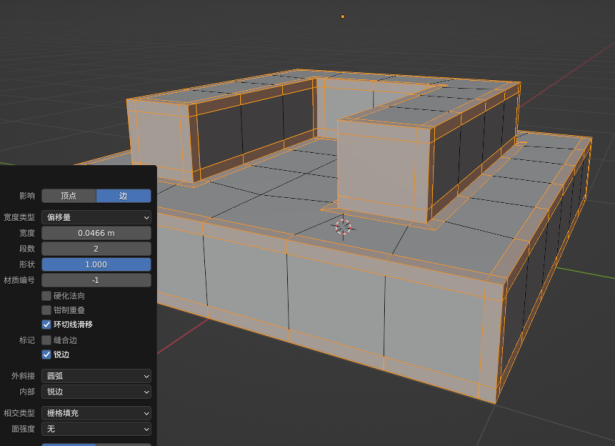 影响 顶点 边
宽度类型 偏移量
宽度 0.0466 m
段数 2
形状 1.000
材质编号 -1
硬化法向
钳制重叠
环切线滑移
标记 缝合边
锐边
外斜接 圆弧
内部 锐边
相交类型 栅格填充
面强度 无